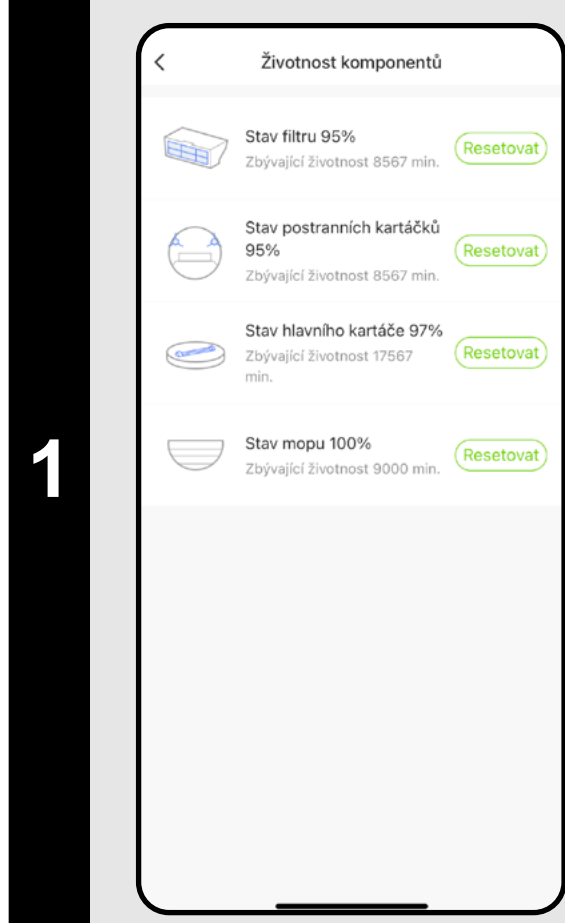 Životnost komponentů
Stav filtru 95%
Zbývající životnost 8567 min.
Resetovat
Stav postranních kartáčků
95%
Zbývající životnost 8567 min.
Resetovat
Stav hlavního kartáče 97%
Zbývající životnost 17567
min.
Resetovat
1
Stav mopu 100%
Zbývající životnost 9000 min.
Resetovat